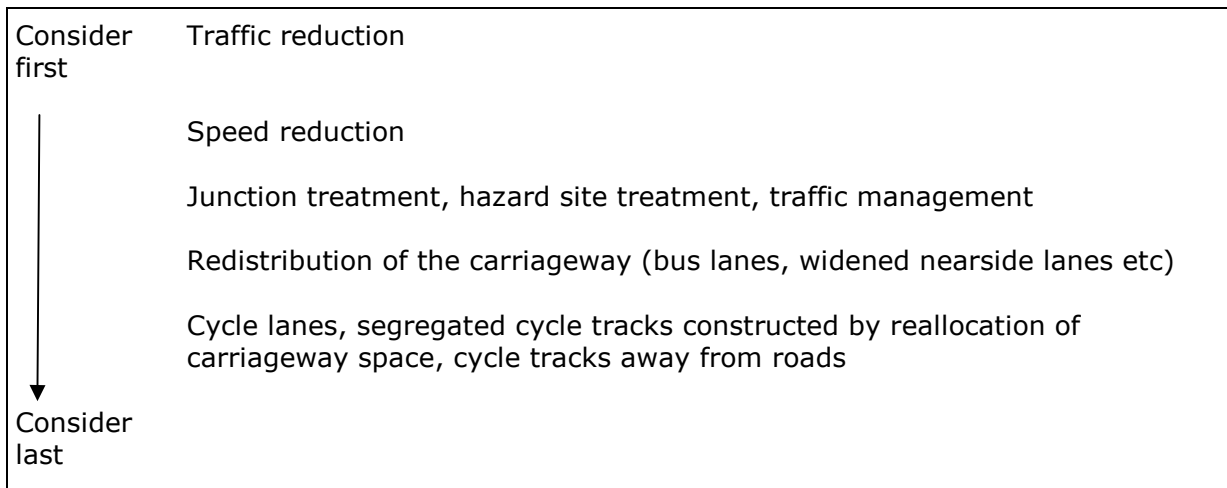 Consider first
Traffic reduction
Speed reduction
Junction treatment, hazard site treatment, traffic management
Redistribution of the carriageway (bus lanes, widened nearside lanes etc)
Cycle lanes, segregated cycle tracks constructed by reallocation of
carriageway space, cycle tracks away from roads
Consider
last